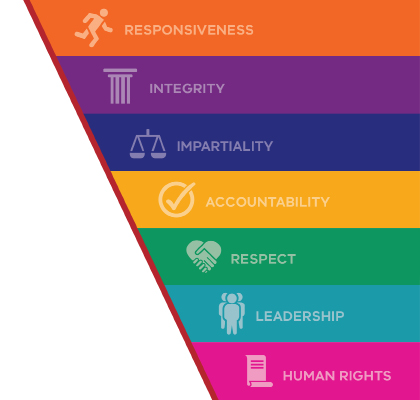 RESPONSIVENESS
INTEGRITY
IMPARTIALITY
ACCOUNTABILITY
RESPECT
LEADERSHIP
HUMAN RIGHTS